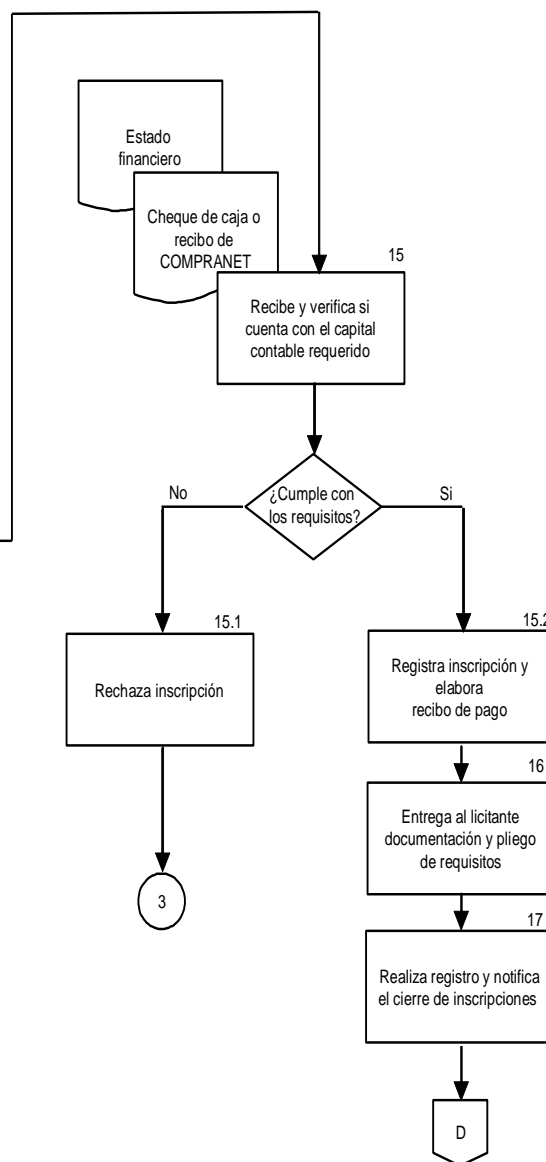 Estado
financiero
Cheque de caja o
recibo de
COMPRANET
15
Recibe y verifica si
cuenta con el capital
contable requerido
¿Cumple con
los requisitos?
No
Si
15.1
Rechaza inscripción
3
15.2
Registra inscripción y
elabora
recibo de pago
16
Entrega al licitante
documentación y pliego
de requisitos
17
Realiza registro y notifica
el cierre de inscripciones
D